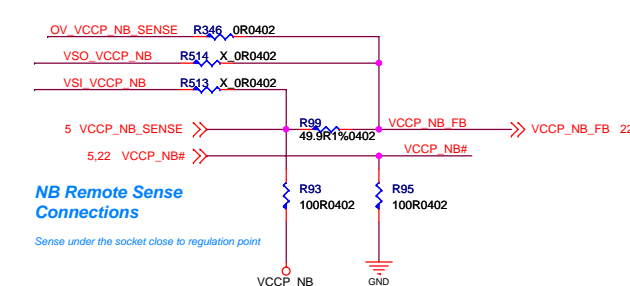 OV_VCCP_NB_SENSE R346 0R0402
VSO_VCCP_NB R514 X_0R0402
VSI_VCCP_NB R513 X_0R0402
5 VCCP_NB_SENSE R99 VCCP_NB_FB VCCP_NB_FB 22
49.9R1%0402
5,22 VCCP_NB# VCCP_NB#
NB Remote Sense
Connections
R93
100R0402
R95
100R0402
Sense under the socket close to regulation point
VCCP_NB
GND